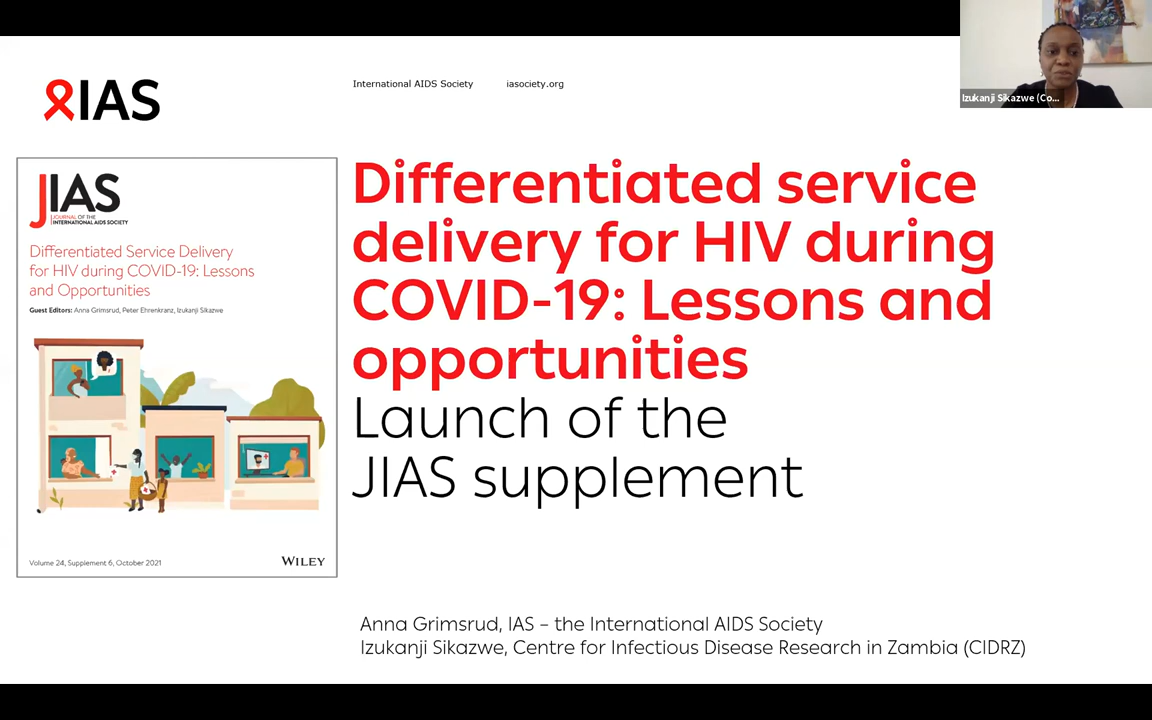 IAS
International AIDS Society iasociety.org
Izukanji Sikazwe (Co...
JIAS
JOURNAL OF THE
INTERNATIONAL AIDS SOCIETY
Differentiated Service Delivery
for HIV during COVID-19: Lessons
and Opportunities
Guest Editors: Anna Grimsrud, Peter Ehrenkranz, Izukanji Sikazwe
Volume 24, Supplement 6, October 2021
WILEY
Differentiated service
delivery for HIV during
COVID-19: Lessons and
opportunities
Launch of the
JIAS supplement
Anna Grimsrud, IAS – the International AIDS Society
Izukanji Sikazwe, Centre for Infectious Disease Research in Zambia (CIDRZ)